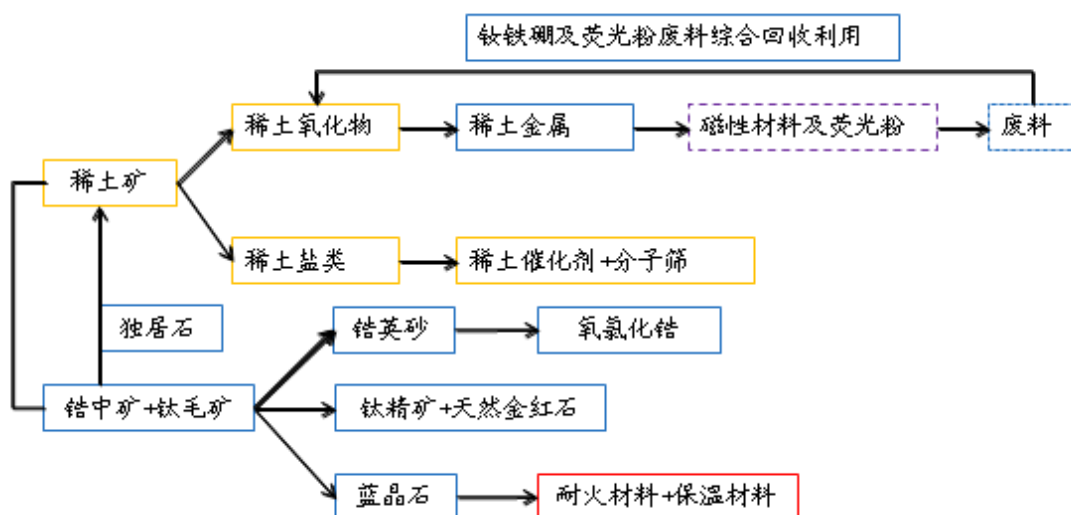 钕铁硼及荧光粉废料综合回收利用
稀土氧化物
稀土金属
磁性材料及荧光粉
废料
稀土矿
稀土盐类
稀土催化剂+分子筛
独居石
锆英砂
氧氯化锆
锆中矿+钛毛矿
钛精矿+天然金红石
蓝晶石
耐火材料+保温材料